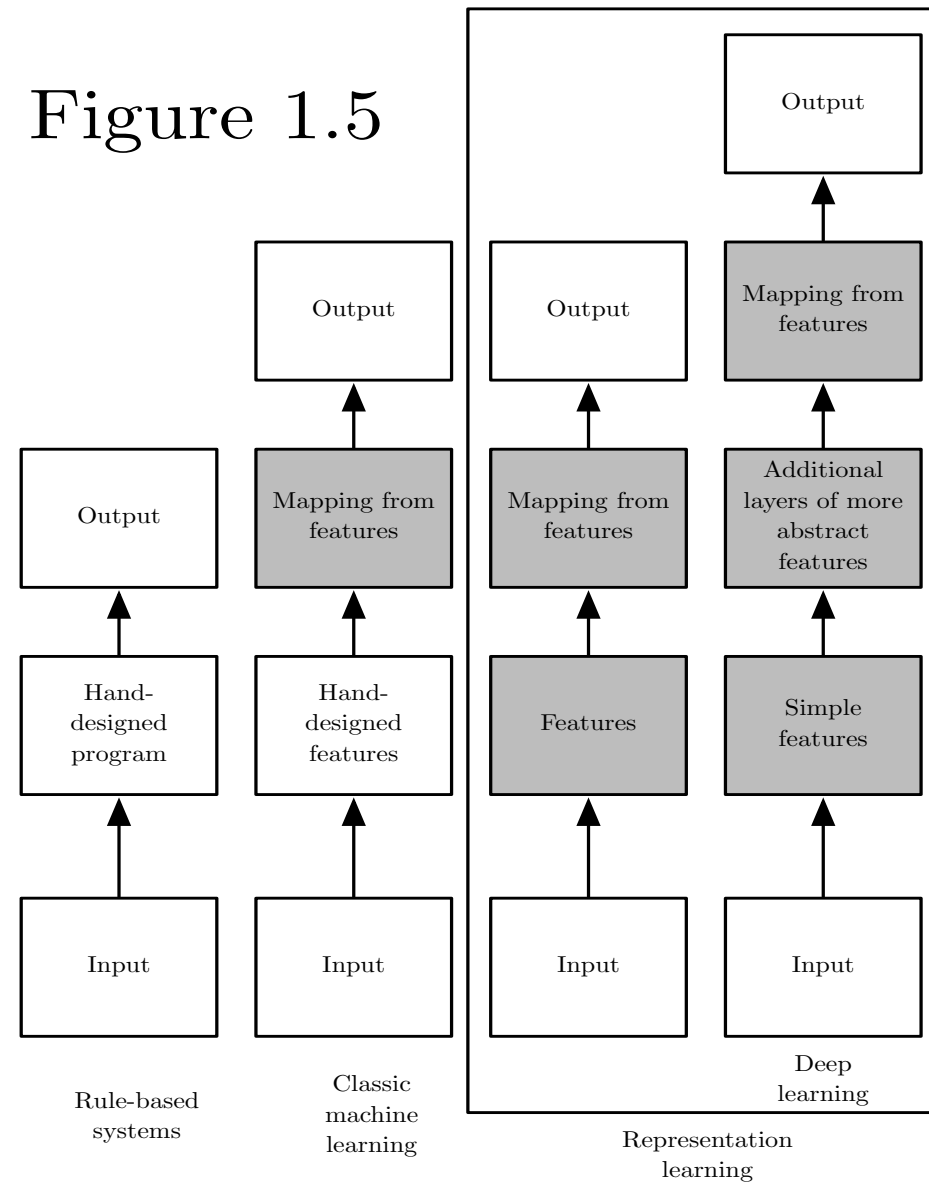 Figure 1.5
Output
Output
Output
Mapping from
features
Output
Mapping from
features
Mapping from
features
Additional
layers of more
abstract
features
Hand-
designed
program
Hand-
designed
features
Features
Simple
features
Input
Input
Input
Input
Rule-based
systems
Classic
machine
learning
Deep
learning
Representation
learning